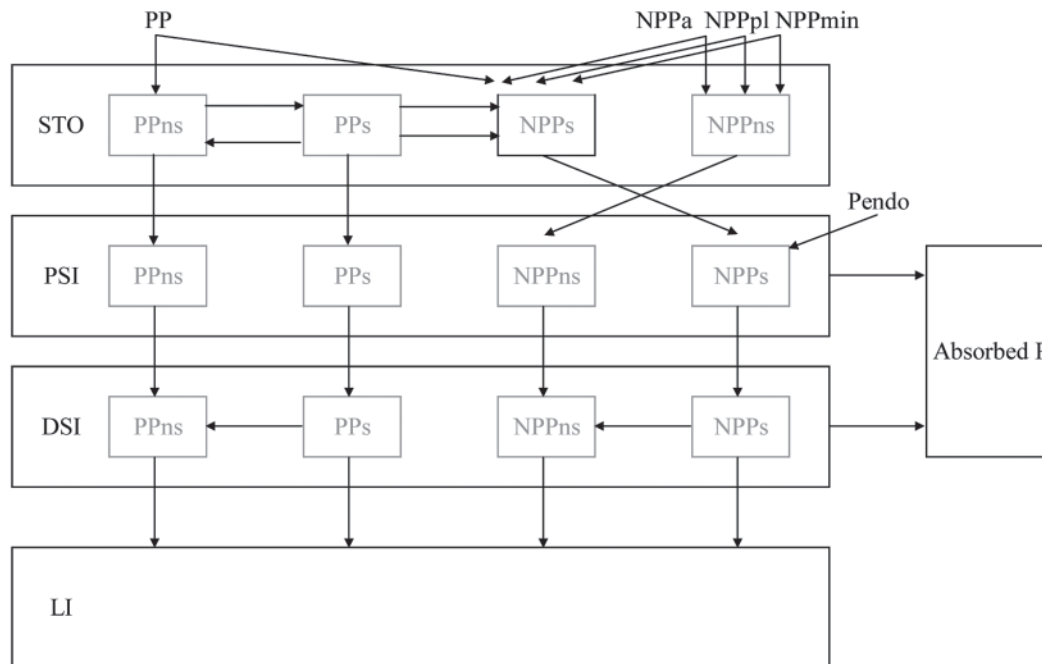 PP NPPa NPPpl NPPmin
STO PPns PPs NPPs NPPns
Pendo
PSI PPns PPs NPPns NPPs
Absorbed P
DSI PPns PPs NPPns NPPs
LI